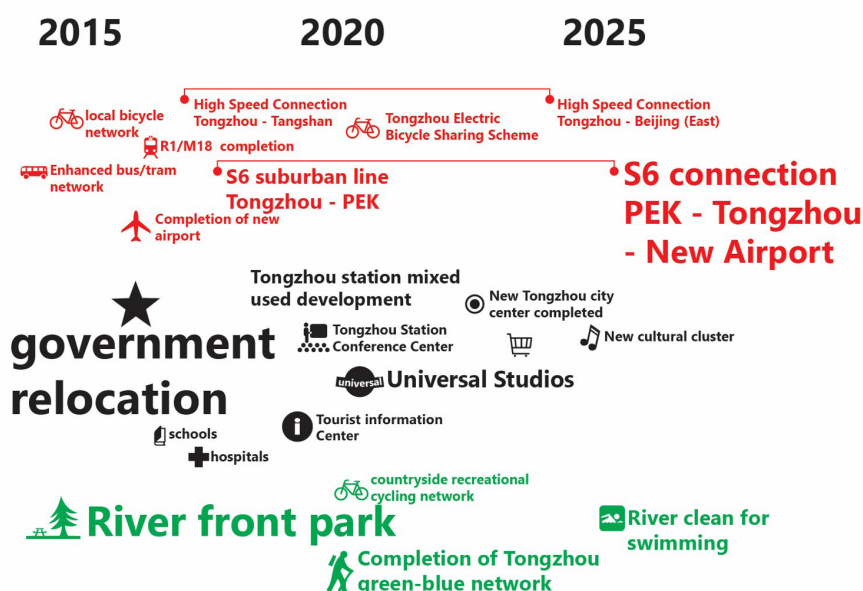 2015
2020
2025
High Speed Connection
Tongzhou - Tangshan
High Speed Connection
Tongzhou - Beijing (East)
local bicycle
network
Tongzhou Electric
Bicycle Sharing Scheme
R1/M18 completion
Enhanced bus/tram
network
S6 suburban line
Tongzhou - PEK
S6 connection
PEK - Tongzhou
- New Airport
Completion of new
airport
Tongzhou station mixed
used development
New Tongzhou city
center completed
government
relocation
Tongzhou Station
Conference Center
New cultural cluster
universal
Universal Studios
Tourist information
Center
schools
hospitals
countryside recreational
cycling network
River front park
River clean for
swimming
Completion of Tongzhou
green-blue network